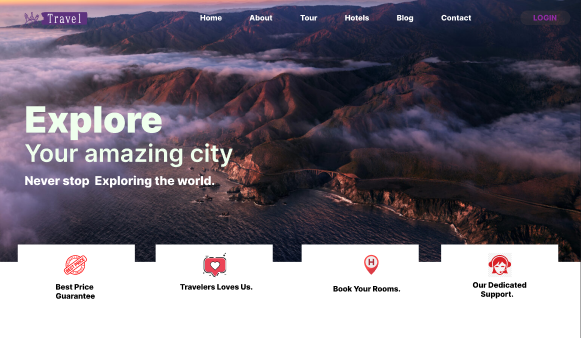 Travel
Home About Tour Hotels Blog Contact LOGIN
Explore
Your amazing city
Never stop Exploring the world.
Best Price
Guarantee
Travelers Loves Us.
H
Book Your Rooms.
Our Dedicated
Support.